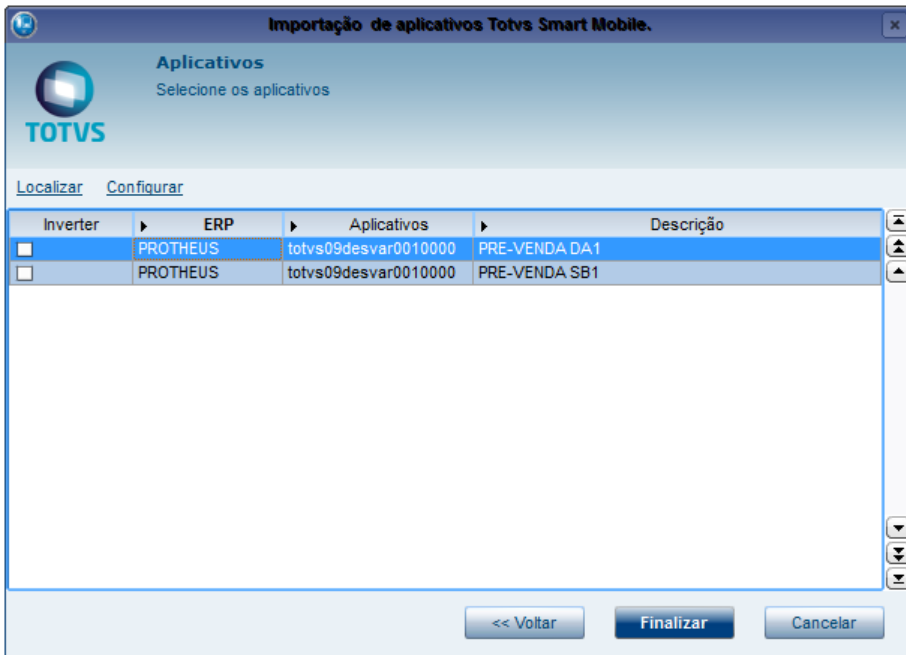 Importação de aplicativos Totvs Smart Mobile.
Aplicativos
Selecione os aplicativos
TOTVS
Localizar Configurar
Inverter ERP Aplicativos Descrição
PROTHEUS totvs09desvar0010000 PRE-VENDA DA1
PROTHEUS totvs09desvar0010000 PRE-VENDA SB1
<< Voltar Finalizar Cancelar